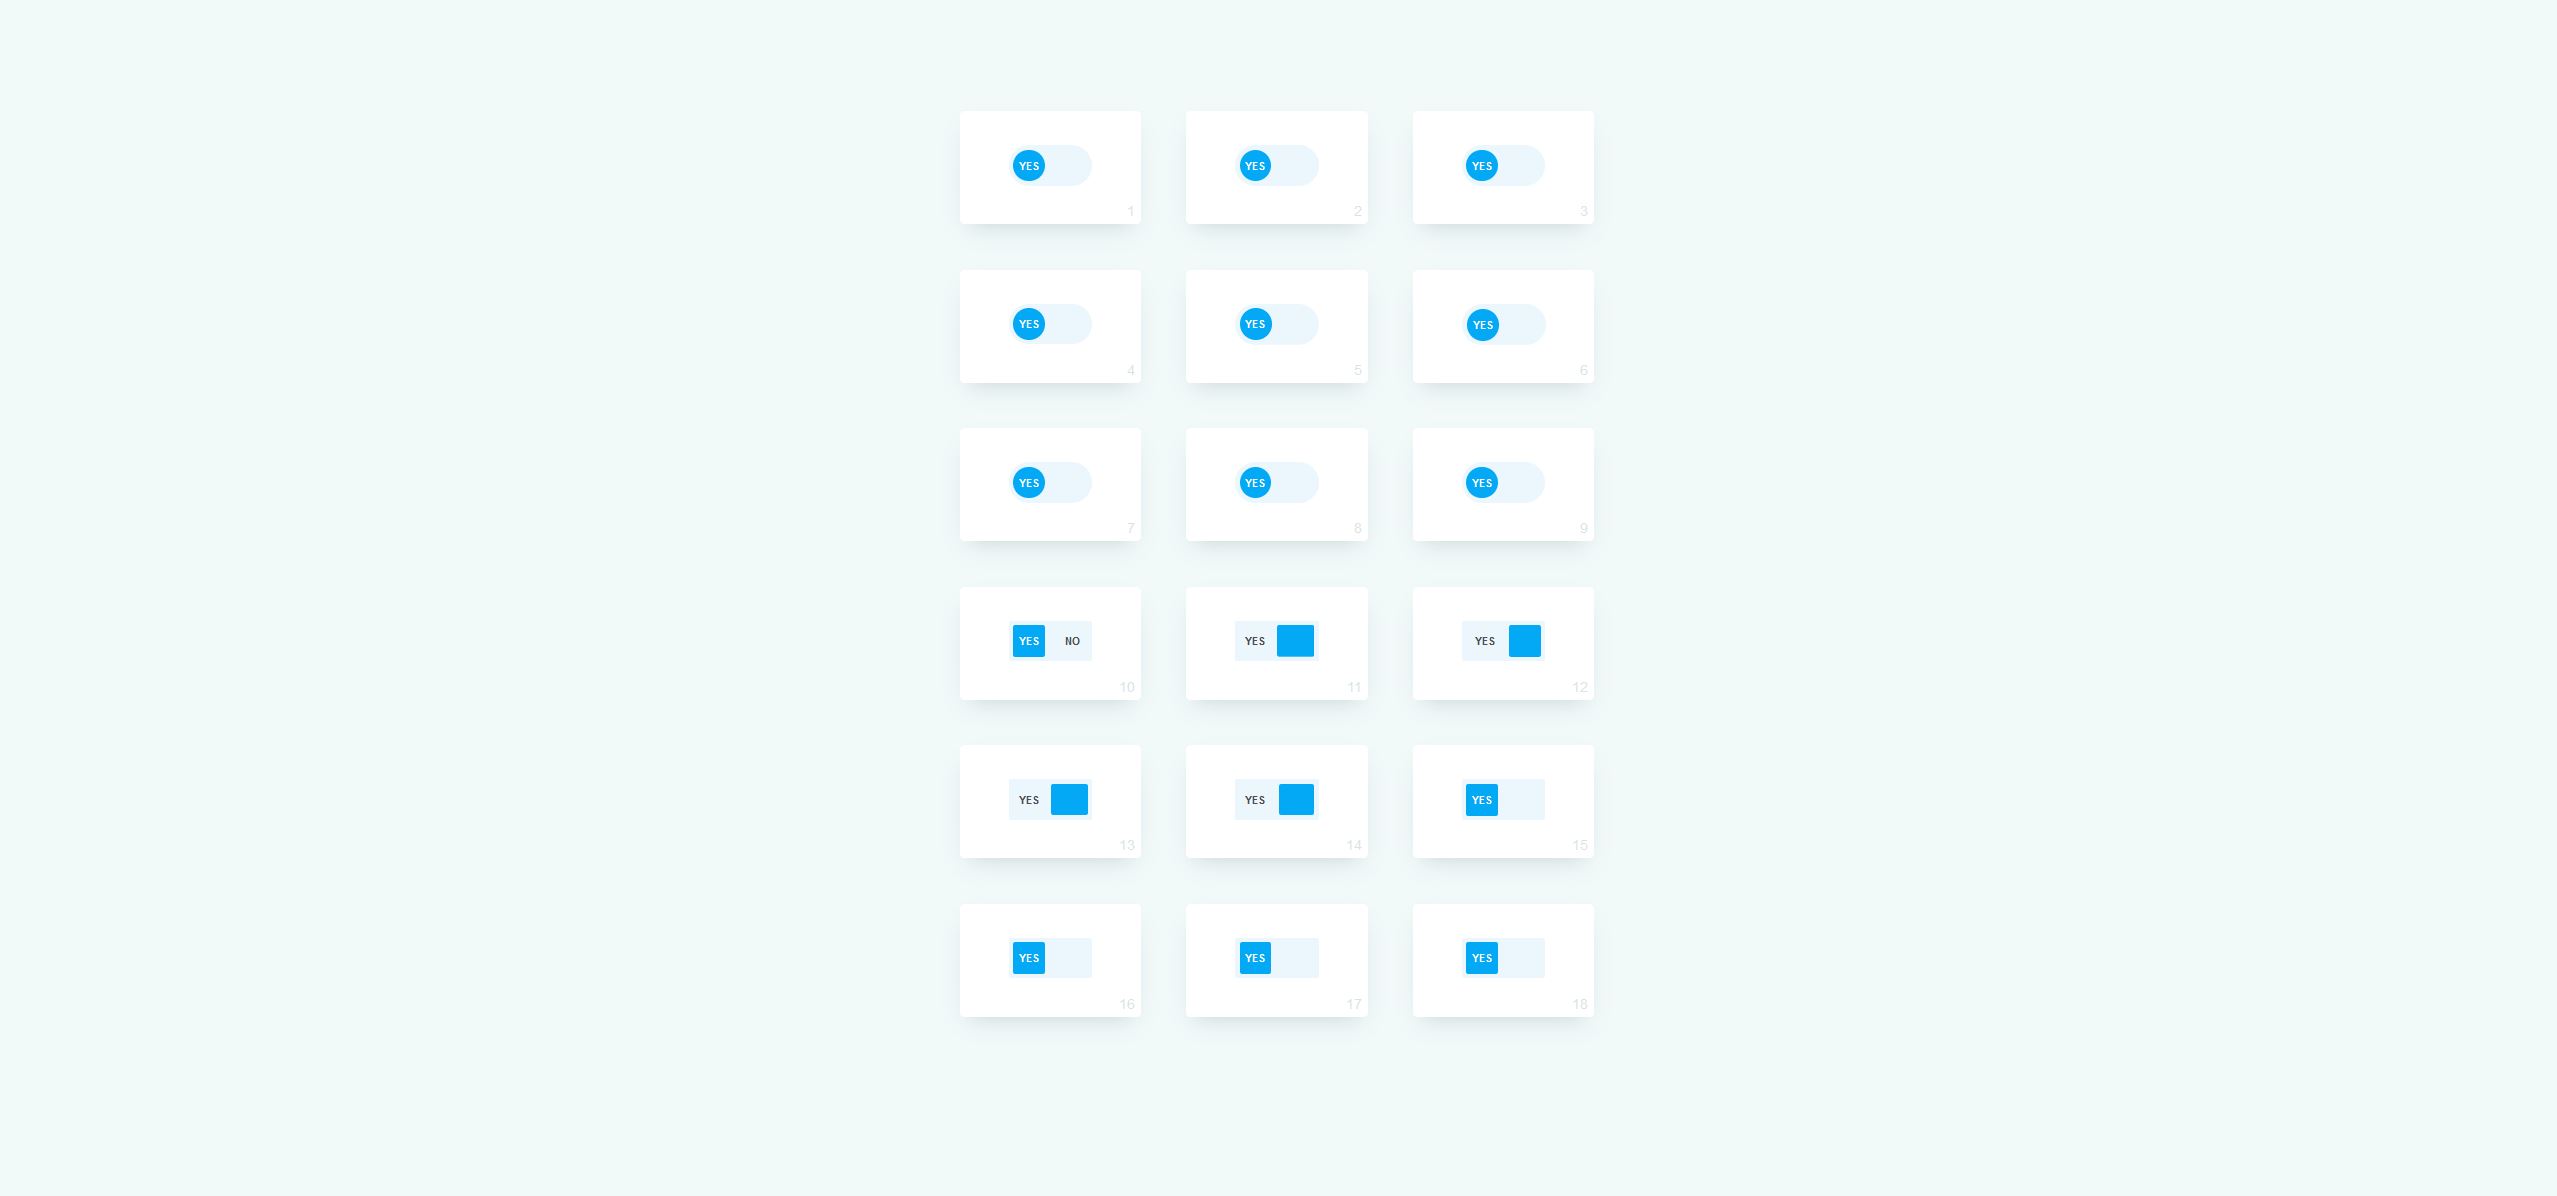 YES
YES
YES
1
2
3
YES
YES
YES
4
5
6
YES
YES
YES
7
8
9
YES NO
YES
YES
10
11
12
YES
YES
YES
13
14
15
YES
YES
YES
16
17
18